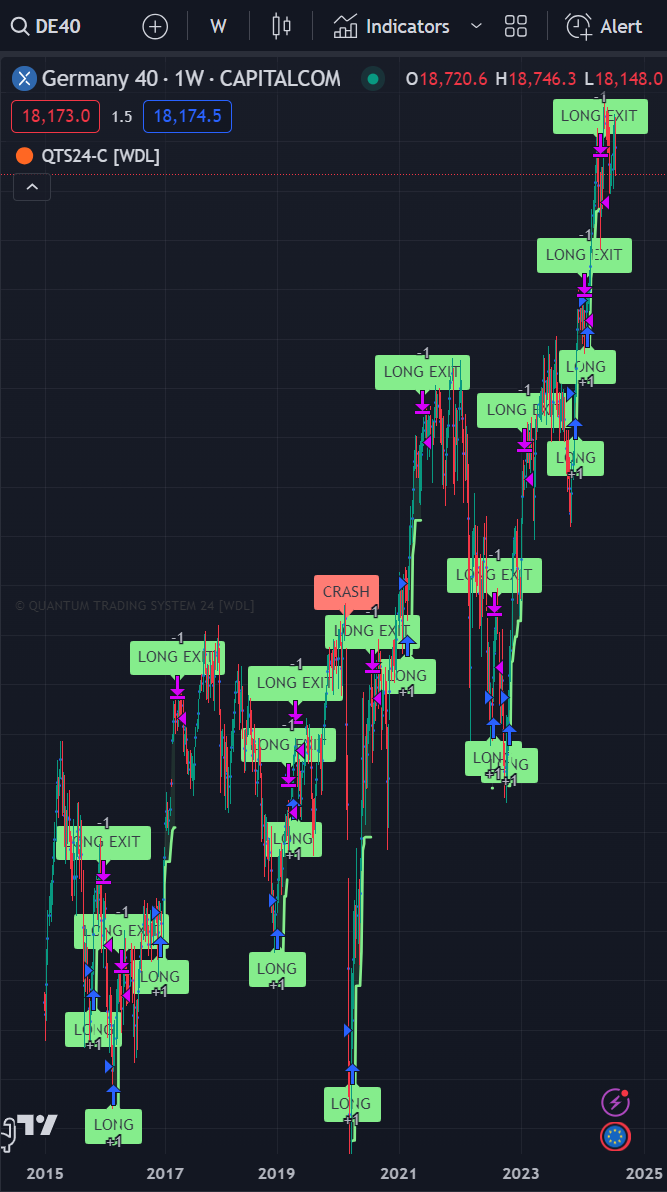 DE40 W Indicators Alert
Germany 40 · 1W · CAPITALCOM O18,720.6 H18,746.3 L18,148.0
18,173.0 1.5 18,174.5
QTS24-C [WDL]
-1
LONG EXIT
-1
LONG EXIT
-1
LONG EXIT
LONG
+1
-1
LONG EXIT
LONG
+1
-1
LONG EXIT
CRASH
© QUANTUM TRADING SYSTEM 24 [WDL]
-1
LONG EXIT
-1
LONG EXIT
-1
LONG EXIT
LONG
+1
-1
LONG EXIT
LONG
+1
LONG
+1
-1
LONG EXIT
LONG
+1
-1
LONG EXIT
LONG
+1
LONG
+1
LONG
+1
LONG
+1
LONG
+1
2015 2017 2019 2021 2023 2025